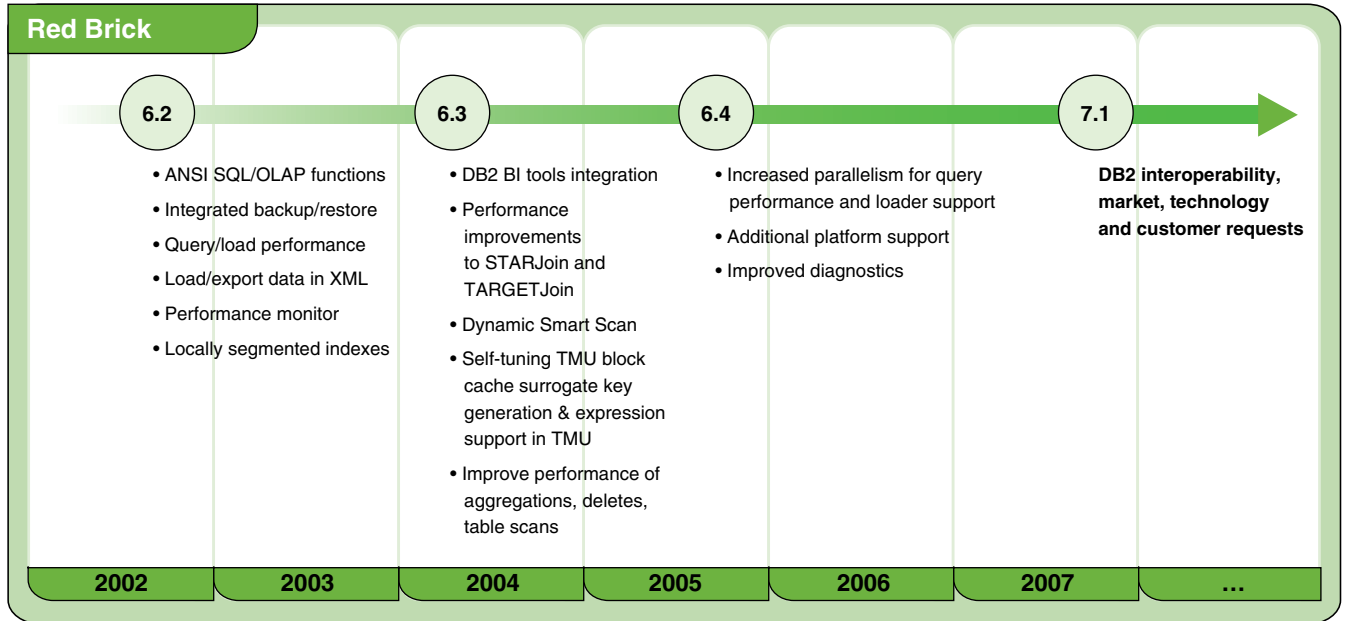 Red Brick
6.2
6.3
6.4
7.1
• ANSI SQL/OLAP functions
• Integrated backup/restore
• Query/load performance
• Load/export data in XML
• Performance monitor
• Locally segmented indexes
• DB2 BI tools integration
• Performance
improvements
to STARJoin and
TARGETJoin
• Dynamic Smart Scan
• Self-tuning TMU block
cache surrogate key
generation & expression
support in TMU
• Improve performance of
aggregations, deletes,
table scans
• Increased parallelism for query
performance and loader support
• Additional platform support
• Improved diagnostics
DB2 interoperability,
market, technology
and customer requests
2002
2003
2004
2005
2006
2007
...